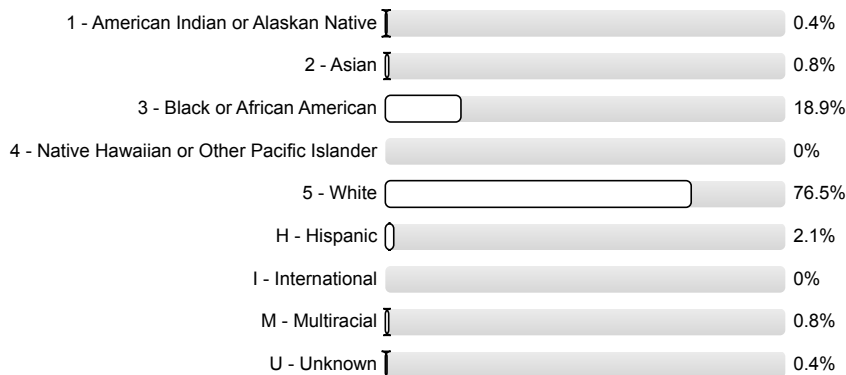 1 - American Indian or Alaskan Native 0.4%
2 - Asian 0.8%
3 - Black or African American 18.9%
4 - Native Hawaiian or Other Pacific Islander 0%
5 - White 76.5%
H - Hispanic 2.1%
I - International 0%
M - Multiracial 0.8%
U - Unknown 0.4%